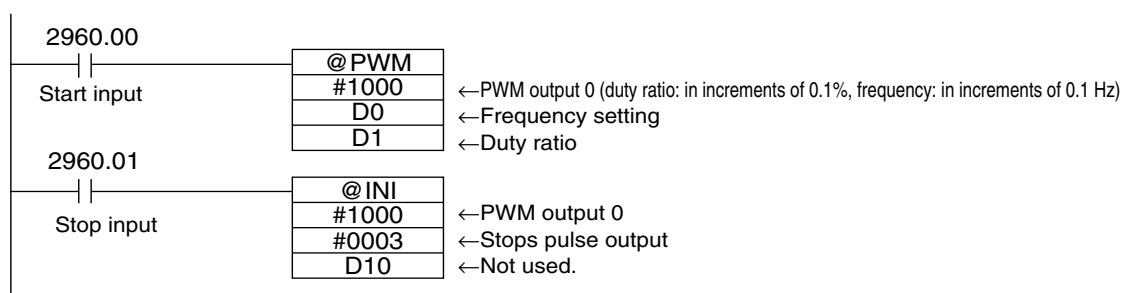 2960.00
@PWM
Start input
#1000 ←PWM output 0 (duty ratio: in increments of 0.1%, frequency: in increments of 0.1 Hz)
D0 ←Frequency setting
D1 ←Duty ratio
2960.01
@INI
Stop input
#1000 ←PWM output 0
#0003 ←Stops pulse output
D10 ←Not used.